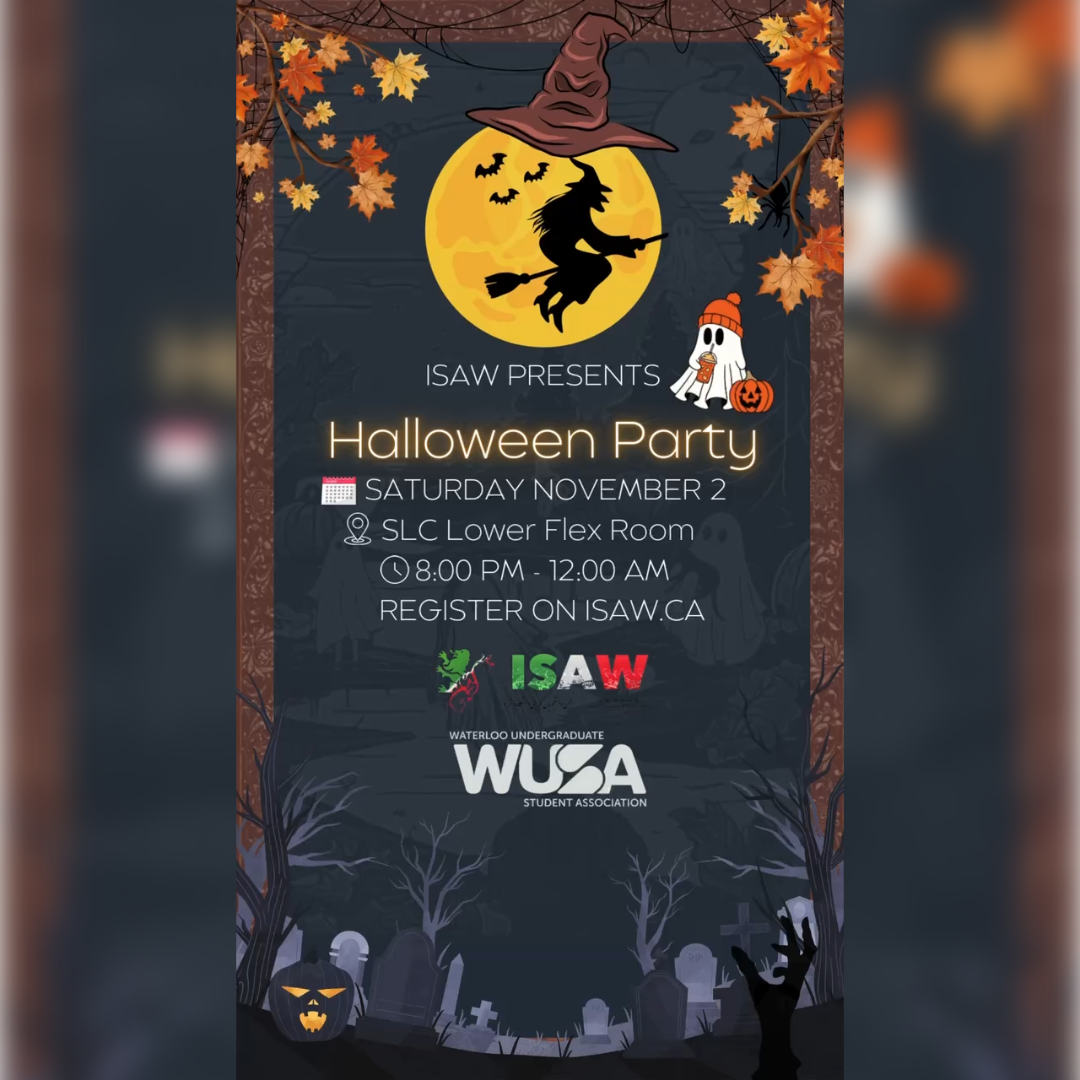 ISAW PRESENTS
Halloween Party
SATURDAY NOVEMBER 2
SLC Lower Flex Room
8:00 PM - 12:00 AM
REGISTER ON ISAW.CA
ISAW
WATERLOO UNDERGRADUATE
WUSA
STUDENT ASSOCIATION
RIP